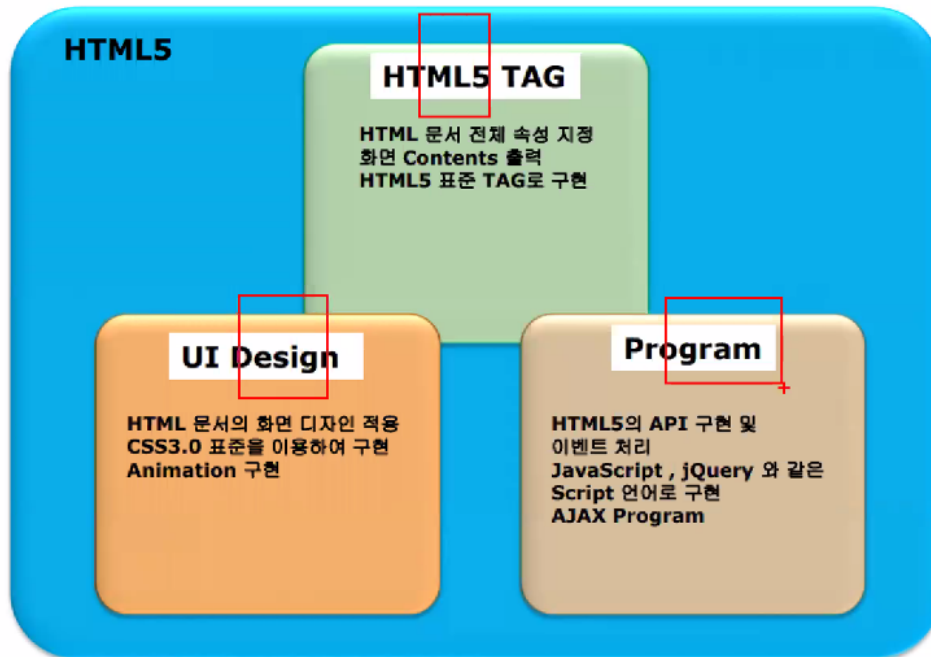 HTML5
HTML5 TAG
HTML 문서 전체 속성 지정
화면 Contents 출력
HTML5 표준 TAG로 구현
UI Design
HTML 문서의 화면 디자인 적용
CSS3.0 표준을 이용하여 구현
Animation 구현
Program
HTML5의 API 구현 및
이벤트 처리
JavaScript , jQuery 와 같은
Script 언어로 구현
AJAX Program